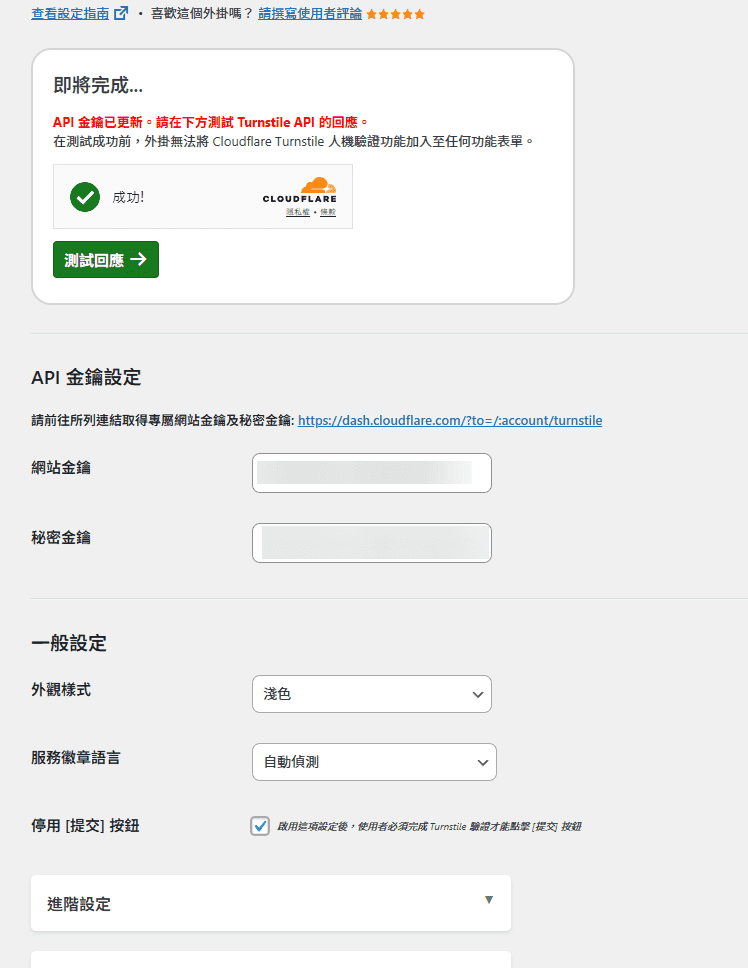 查看設定指南 • 喜歡這個外掛嗎？ 請撰寫使用者評論
即將完成...
API 金鑰已更新。請在下方測試 Turnstile API 的回應。
在測試成功前，外掛無法將 Cloudflare Turnstile 人機驗證功能加入至任何功能表單。
成功!
CLOUDFLARE
隱私權 • 條款
測試回應
API 金鑰設定
請前往所列連結取得專屬網站金鑰及秘密金鑰: https://dash.cloudflare.com/?to=/:account/turnstile
網站金鑰
秘密金鑰
一般設定
外觀樣式
淺色
服務徽章語言
自動偵測
停用 [提交] 按鈕
啟用這項設定後，使用者必須完成 Turnstile 驗證才能點擊 [提交] 按鈕
進階設定